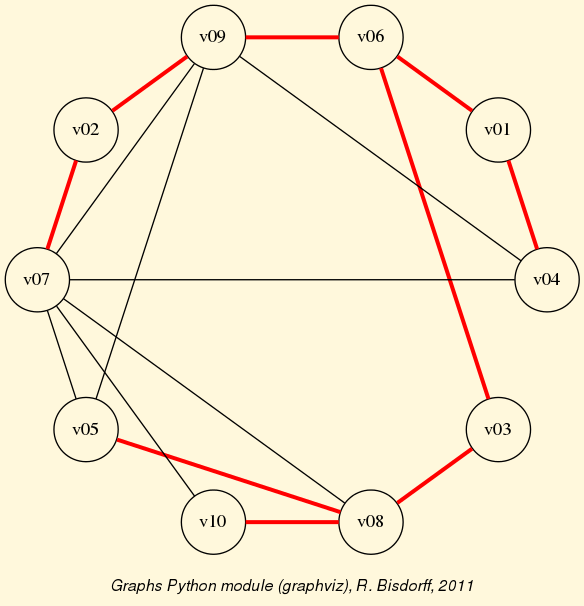 v09
v06
v02
v01
v07
v04
v05
v03
v10
v08
Graphs Python module (graphviz), R. Bisdorff, 2011